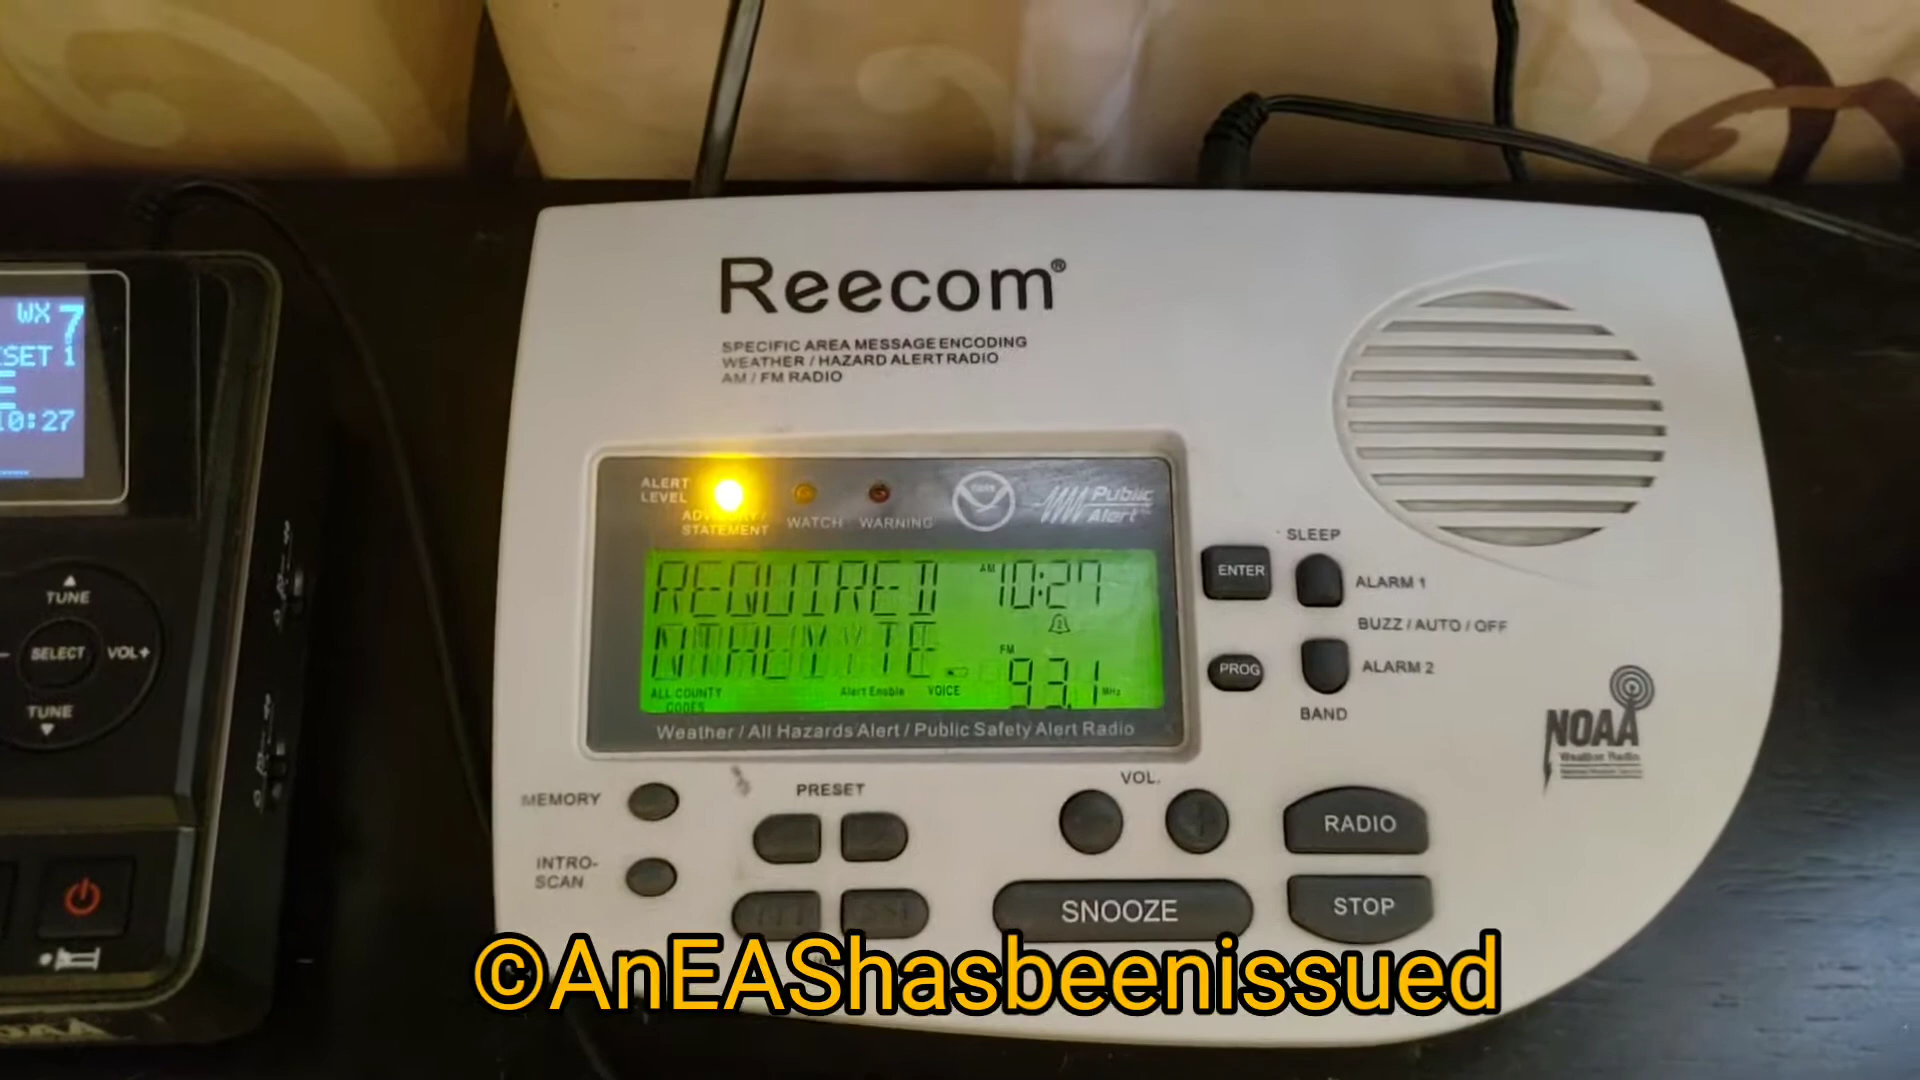 WX 7
SET 1
10:27
TUNE
SELECT
VOL+
TUNE
Reecom®
SPECIFIC AREA MESSAGE ENCODING
WEATHER / HAZARD ALERT RADIO
AM / FM RADIO
ALERT
LEVEL
ADVISORY /
STATEMENT
WATCH
WARNING
Public
Alert
REQUIRED
AM 10:27
FM
93.1 MHz
ALL COUNTY
CODES
Alert Enable
VOICE
Weather / All Hazards Alert / Public Safety Alert Radio
SLEEP
ENTER
ALARM 1
BUZZ / AUTO / OFF
PROG
ALARM 2
BAND
NOAA
Weather Radio
MEMORY
PRESET
VOL.
RADIO
INTRO-
SCAN
SNOOZE
STOP
©AnEAShasbeenissued